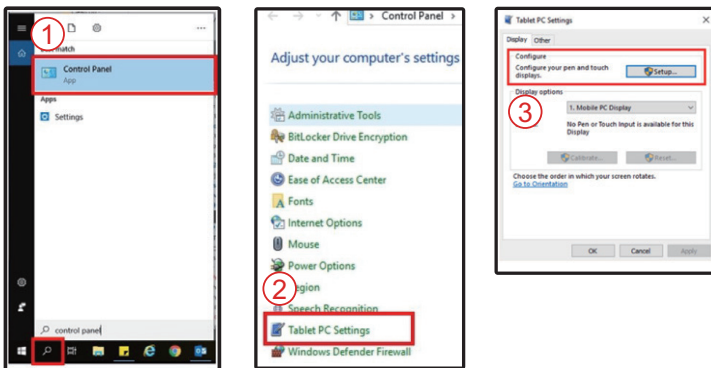 1
match
Control Panel
App
Apps
Settings
control panel
Control Panel
Adjust your computer's settings
Administrative Tools
BitLocker Drive Encryption
Date and Time
Ease of Access Center
Fonts
Internet Options
Mouse
Power Options
2
egion
Speech Recognition
Tablet PC Settings
Windows Defender Firewall
Tablet PC Settings
Display Other
Configure
Configure your pen and touch
displays.
Setup...
Display options
3
1. Mobile PC Display
No Pen or Touch Input is available for this
Display
Calibrate...
Reset...
Choose the order in which your screen rotates.
Go to Orientation
OK
Cancel
Apply